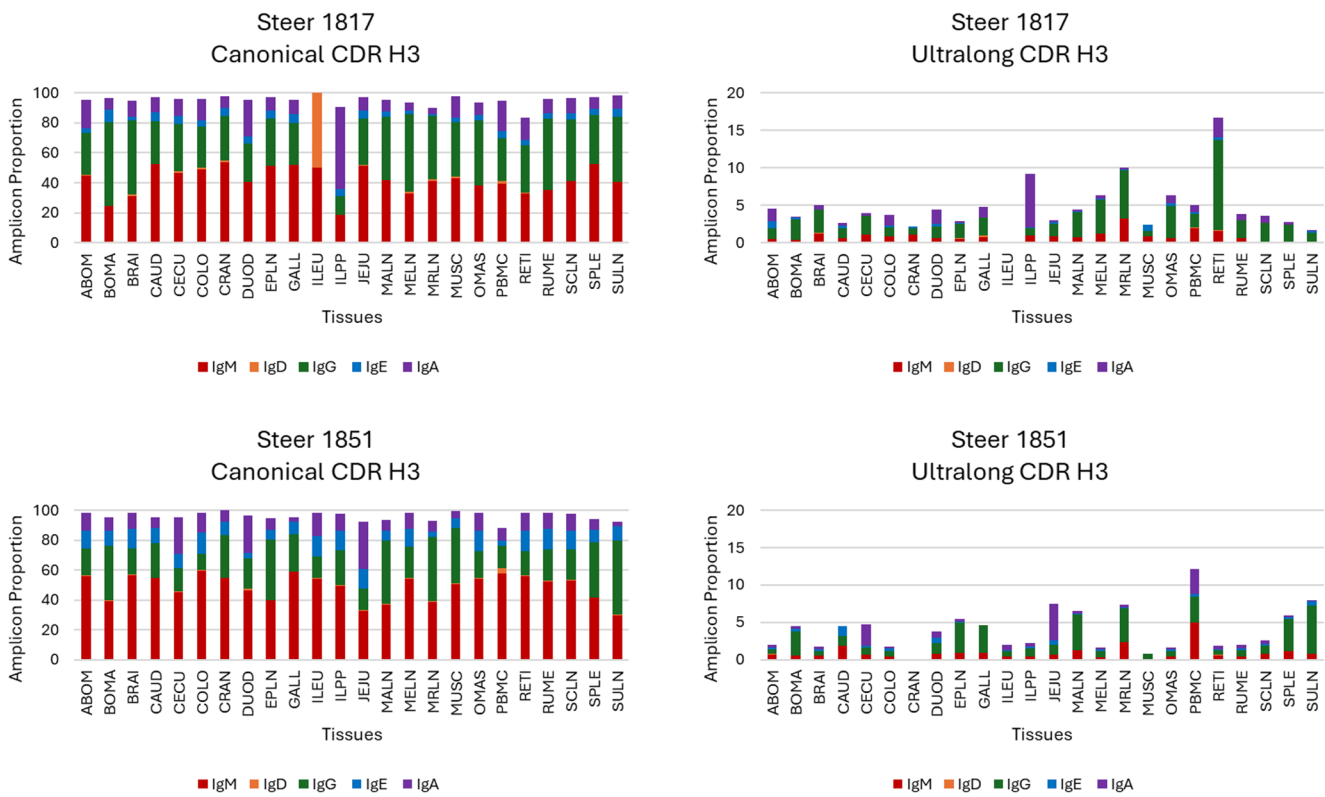 Steer 1817
Canonical CDR H3
Amplicon Proportion
100
80
60
40
20
0
ABOM BOMA BRAI CAUD CECU COLO CRAN DUOD EPLN GALL ILEU ILPP JEJU MALN MELN MRLN MUSC OMAS PBMC RETI RUME SCLN SPLE SULN
Tissues
IgM IgD IgG IgE IgA
Steer 1817
Ultralong CDR H3
Amplicon Proportion
20
15
10
5
0
ABOM BOMA BRAI CAUD CECU COLO CRAN DUOD EPLN GALL ILEU ILPP JEJU MALN MELN MRLN MUSC OMAS PBMC RETI RUME SCLN SPLE SULN
Tissues
IgM IgD IgG IgE IgA
Steer 1851
Canonical CDR H3
Amplicon Proportion
100
80
60
40
20
0
ABOM BOMA BRAI CAUD CECU COLO CRAN DUOD EPLN GALL ILEU ILPP JEJU MALN MELN MRLN MUSC OMAS PBMC RETI RUME SCLN SPLE SULN
Tissues
IgM IgD IgG IgE IgA
Steer 1851
Ultralong CDR H3
Amplicon Proportion
20
15
10
5
0
ABOM BOMA BRAI CAUD CECU COLO CRAN DUOD EPLN GALL ILEU ILPP JEJU MALN MELN MRLN MUSC OMAS PBMC RETI RUME SCLN SPLE SULN
Tissues
IgM IgD IgG IgE IgA